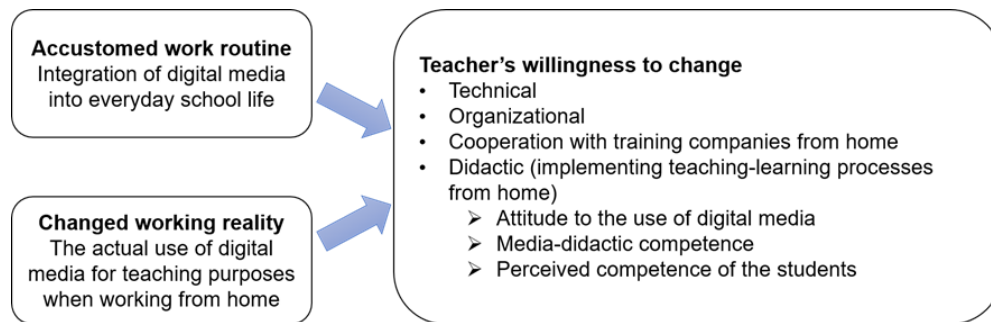 Accustomed work routine
Integration of digital media
into everyday school life
Changed working reality
The actual use of digital
media for teaching purposes
when working from home
Teacher's willingness to change
• Technical
• Organizational
• Cooperation with training companies from home
• Didactic (implementing teaching-learning processes
from home)
➢ Attitude to the use of digital media
➢ Media-didactic competence
➢ Perceived competence of the students